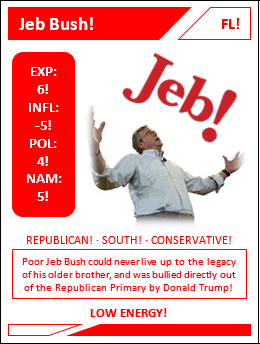 Jeb Bush!
FL!
EXP:
6!
INFL:
-5!
POL:
4!
NAM:
5!
Jeb!
REPUBLICAN! · SOUTH! · CONSERVATIVE!
Poor Jeb Bush could never live up to the legacy
of his older brother, and was bullied directly out
of the Republican Primary by Donald Trump!
LOW ENERGY!